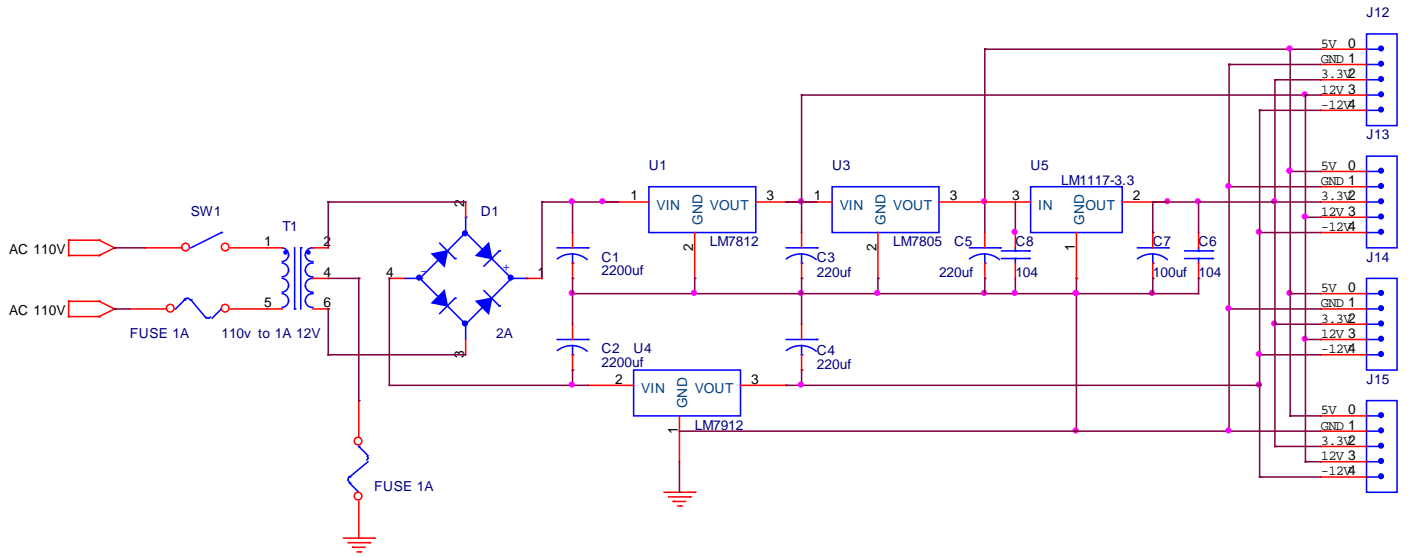 J12
5V 0
GND 1
3.3V 2
12V 3
-12V 4
J13
5V 0
GND 1
3.3V 2
12V 3
-12V 4
J14
5V 0
GND 1
3.3V 2
12V 3
-12V 4
J15
5V 0
GND 1
3.3V 2
12V 3
-12V 4
AC 110V
AC 110V
SW1
FUSE 1A
T1
1
5
2
4
6
110v to 1A 12V
FUSE 1A
D1
2
4
-
+
1
3
2A
C1
2200uf
C2
2200uf
U1
1
VIN
GND
VOUT
3
2
LM7812
U4
2
VIN
GND
VOUT
3
1
LM7912
C3
220uf
C4
220uf
U3
1
VIN
GND
VOUT
3
2
LM7805
C5
220uf
C8
104
U5
LM1117-3.3
3
IN
GND
OUT
2
1
C7
100uf
C6
104